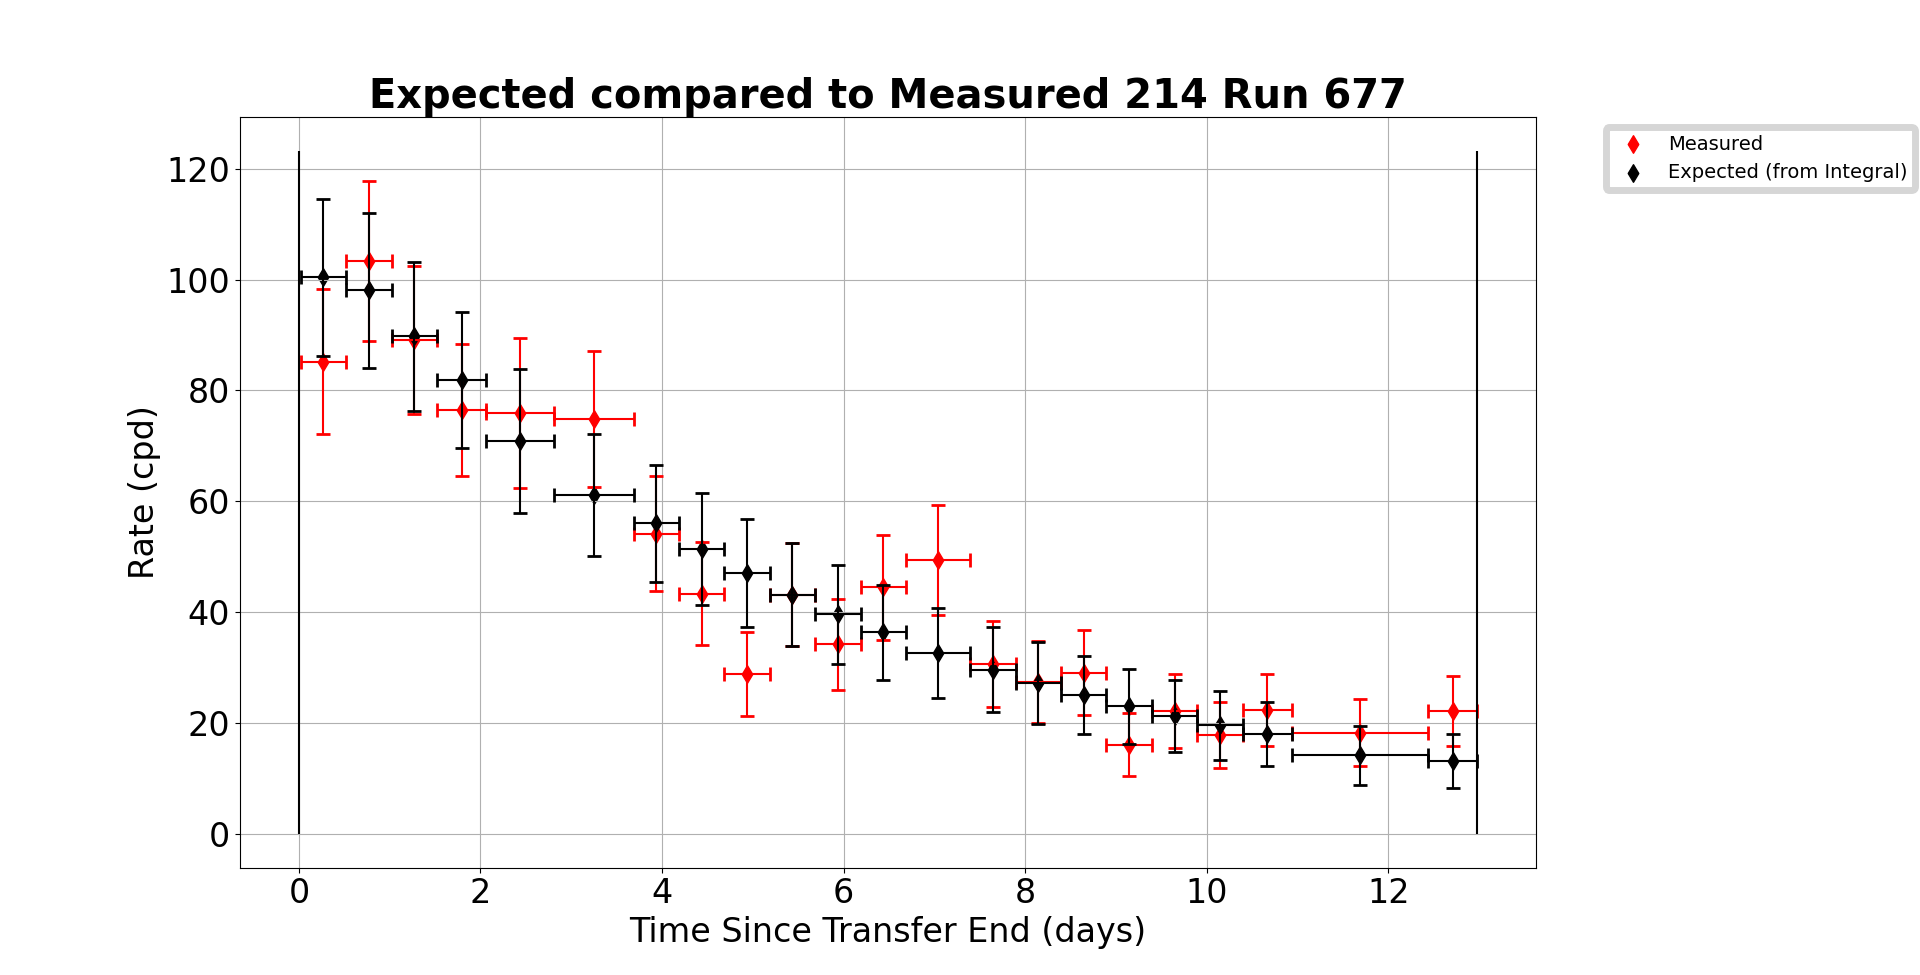 Expected compared to Measured 214 Run 677
Measured
Expected (from Integral)
120
100
80
60
40
20
0
Rate (cpd)
0 2 4 6 8 10 12
Time Since Transfer End (days)